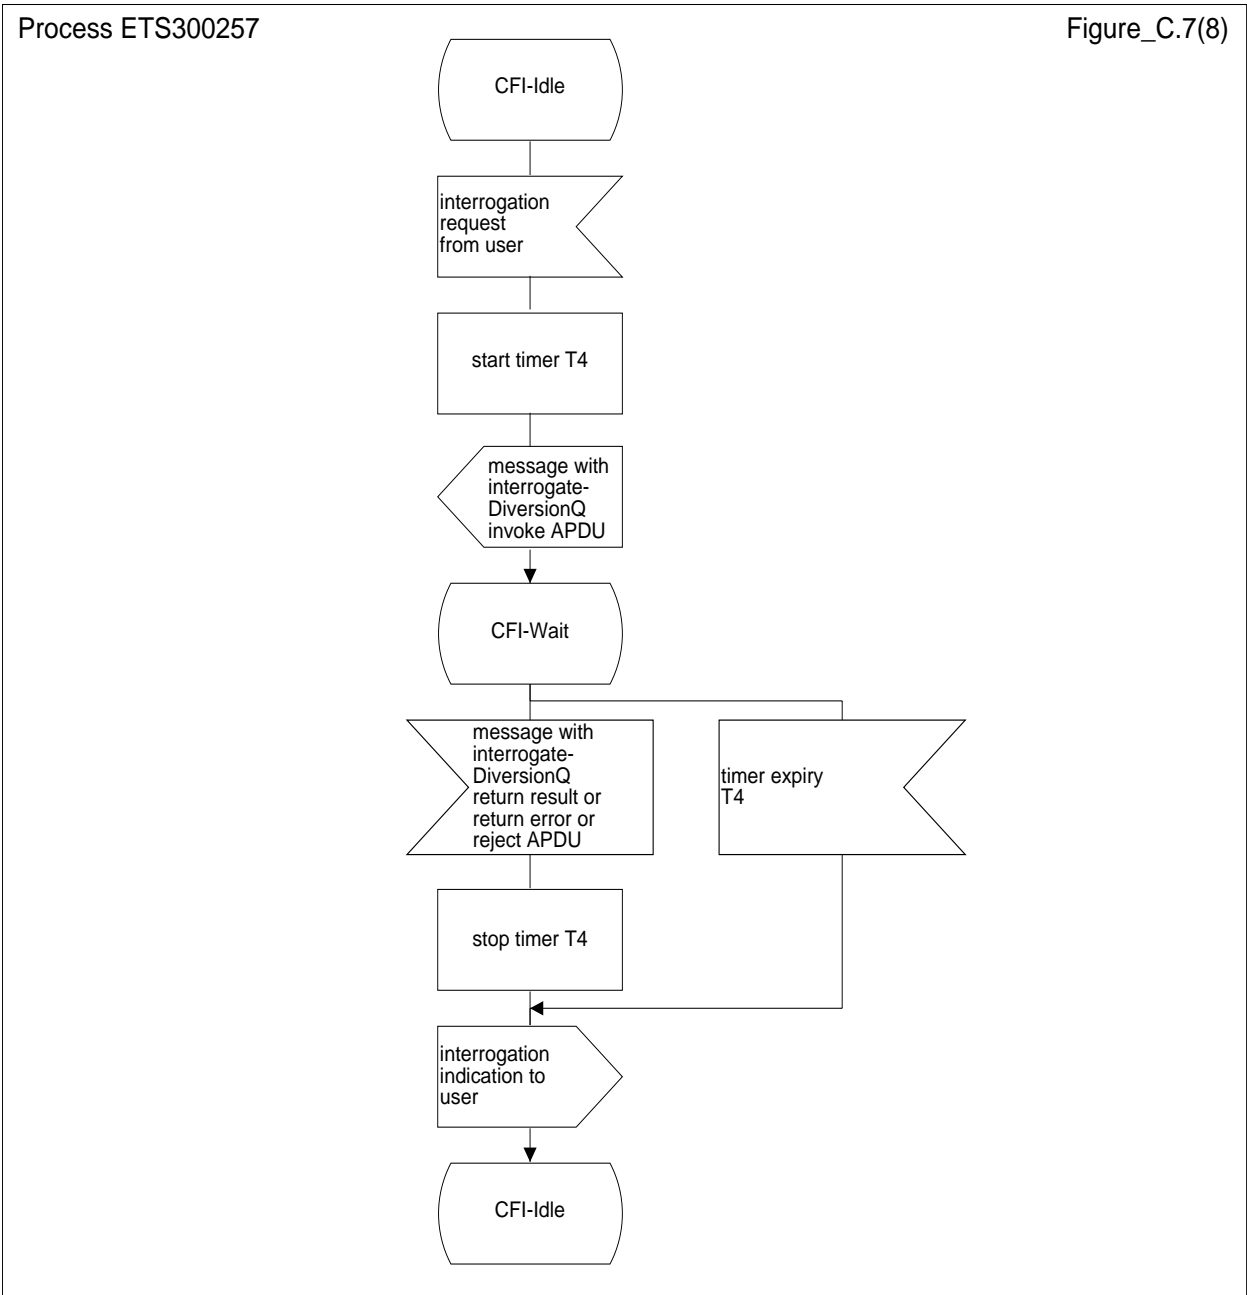 Process ETS300257
Figure_C.7(8)
CFI-Idle
interrogation
request
from user
start timer T4
message with
interrogate-
DiversionQ
invoke APDU
CFI-Wait
message with
interrogate-
DiversionQ
return result or
return error or
reject APDU
timer expiry
T4
stop timer T4
interrogation
indication to
user
CFI-Idle